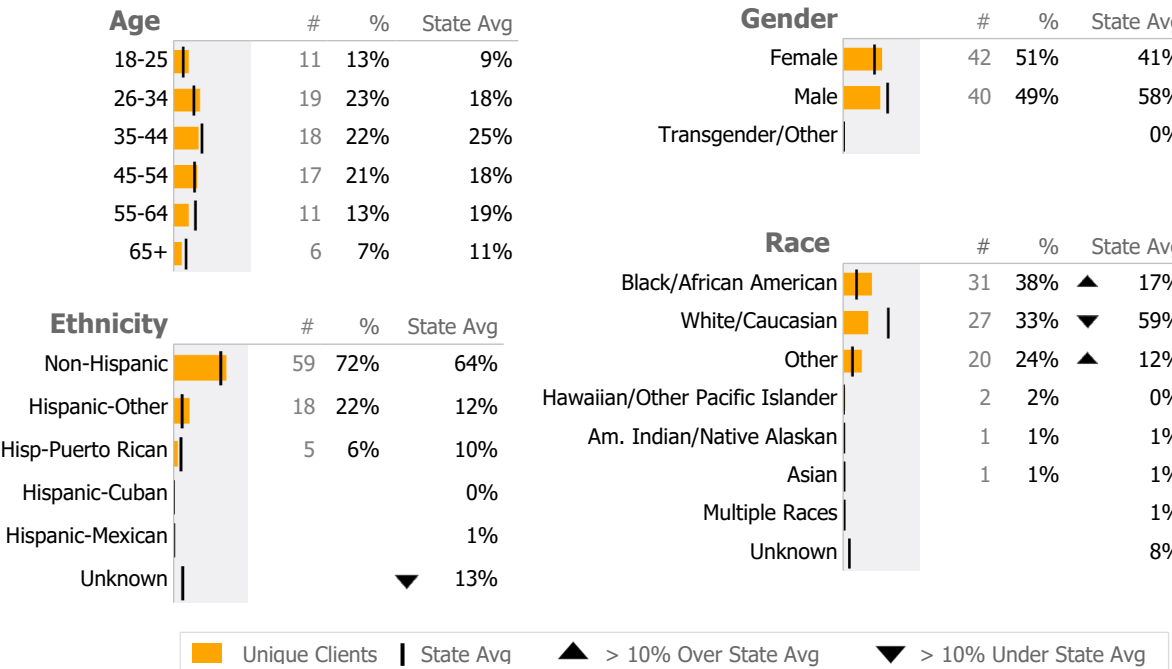 Age # % State Avg
18-25 11 13% 9%
26-34 19 23% 18%
35-44 18 22% 25%
45-54 17 21% 18%
55-64 11 13% 19%
65+ 6 7% 11%
Ethnicity # % State Avg
Non-Hispanic 59 72% 64%
Hispanic-Other 18 22% 12%
Hisp-Puerto Rican 5 6% 10%
Hispanic-Cuban 0%
Hispanic-Mexican 1%
Unknown ▼ 13%
Gender # % State Avg
Female 42 51% 41%
Male 40 49% 58%
Transgender/Other 0%
Race # % State Avg
Black/African American 31 38% ▲ 17%
White/Caucasian 27 33% ▼ 59%
Other 20 24% ▲ 12%
Hawaiian/Other Pacific Islander 2 2% 0%
Am. Indian/Native Alaskan 1 1% 1%
Asian 1 1% 1%
Multiple Races 1%
Unknown 8%
Unique Clients | State Avg ▲ > 10% Over State Avg ▼ > 10% Under State Avg